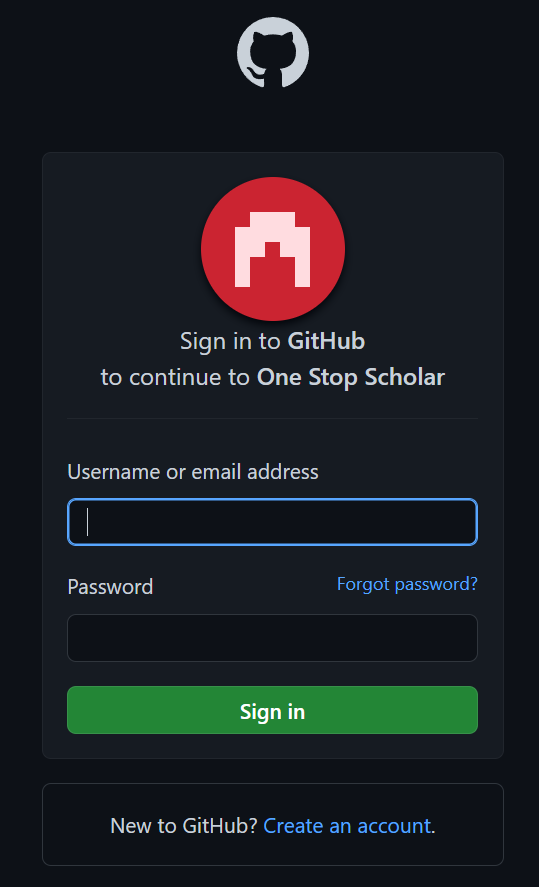 Sign in to GitHub
to continue to One Stop Scholar
Username or email address
Password
Forgot password?
Sign in
New to GitHub? Create an account.